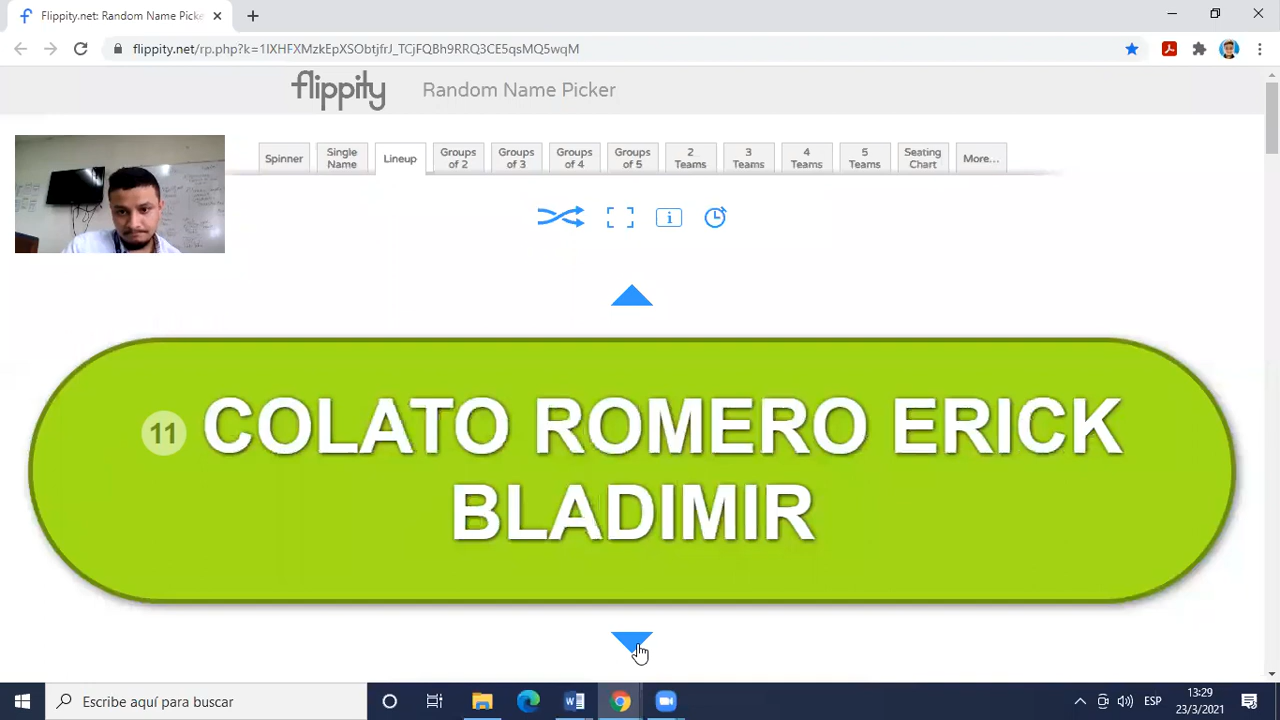 Flippity.net: Random Name Picke
flippity.net/rp.php?k=1IXHFXMzkEpXSObtjfrJ_TCjFQBh9RRQ3CE5qsMQ5wqM
flippity
Random Name Picker
Spinner
Single
Name
Lineup
Groups
of 2
Groups
of 3
Groups
of 4
Groups
of 5
2
Teams
3
Teams
4
Teams
5
Teams
Seating
Chart
More...
11 COLATO ROMERO ERICK
BLADIMIR
Escribe aquí para buscar
ESP
13:29
23/3/2021